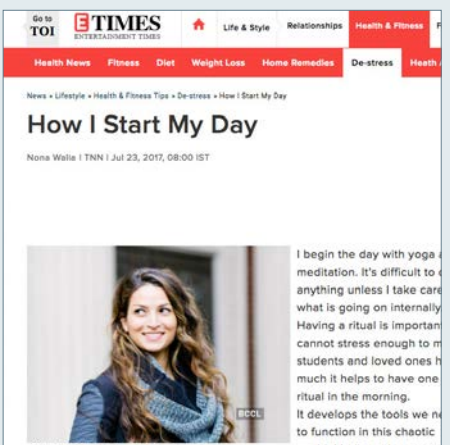 Go to
TOI
ETIMES
ENTERTAINMENT TIMES
Life & Style Relationships Health & Fitness F
Health News Fitness Diet Weight Loss Home Remedies De-stress Heath
News » Lifestyle » Health & Fitness Tips » De-stress » How I Start My Day
How I Start My Day
Nona Walia | TNN | Jul 23, 2017, 08:00 IST
I begin the day with yoga
meditation. It's difficult to
anything unless I take care
what is going on internally
Having a ritual is important
cannot stress enough to m
students and loved ones h
much it helps to have one
ritual in the morning.
It develops the tools we ne
to function in this chaotic
BCCL